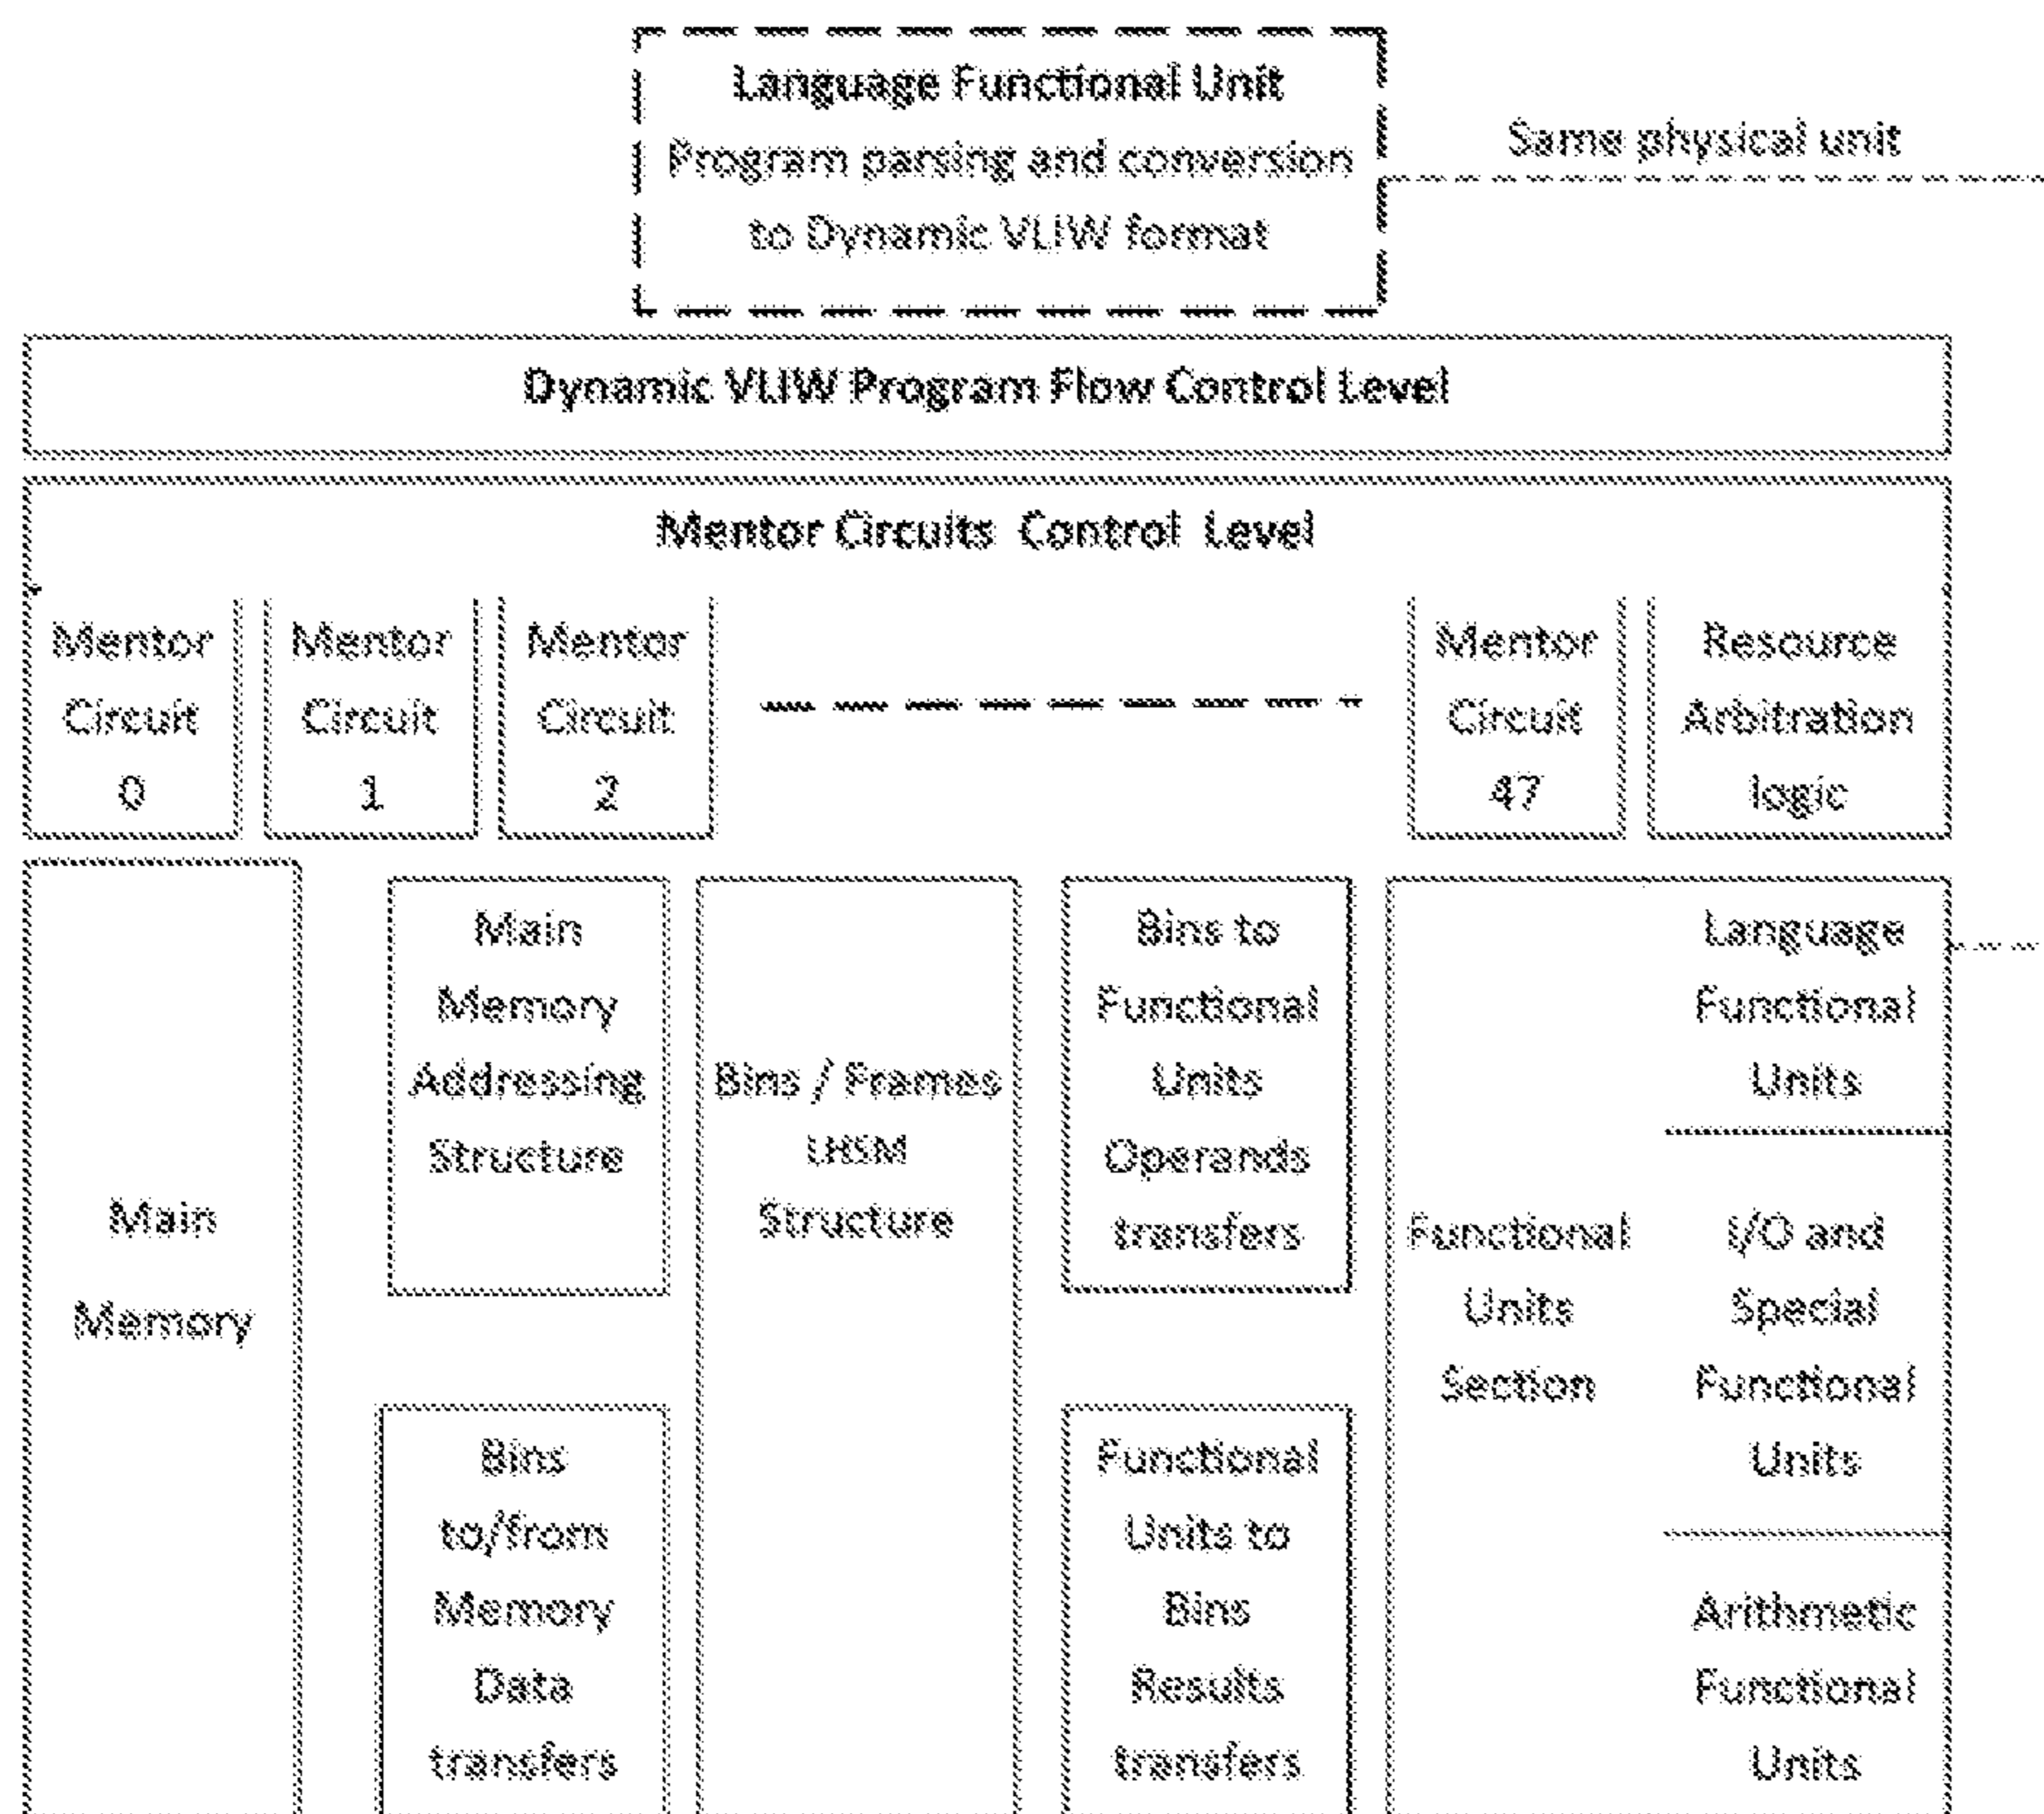 Language Functional Unit
Program parsing and conversion
to Dynamic VLIW format
Same physical unit
Dynamic VLIW Program Flow Control Level
Mentor Circuits Control Level
Mentor
Circuit
0
Mentor
Circuit
1
Mentor
Circuit
2
Mentor
Circuit
47
Resource
Arbitration
logic
Main
Memory
Main
Memory
Addressing
Structure
Bins
to/from
Memory
Data
transfers
Bins / Frames
LHSM
Structure
Bins to
Functional
Units
Operands
transfers
Functional
Units to
Bins
Results
transfers
Functional
Units
Section
Language
Functional
Units
I/O and
Special
Functional
Units
Arithmetic
Functional
Units